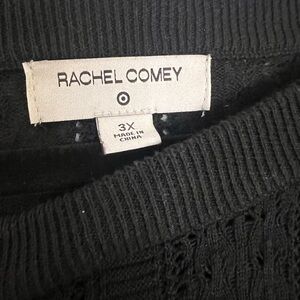 RACHEL COMEY
3X
MADE IN
CHINA